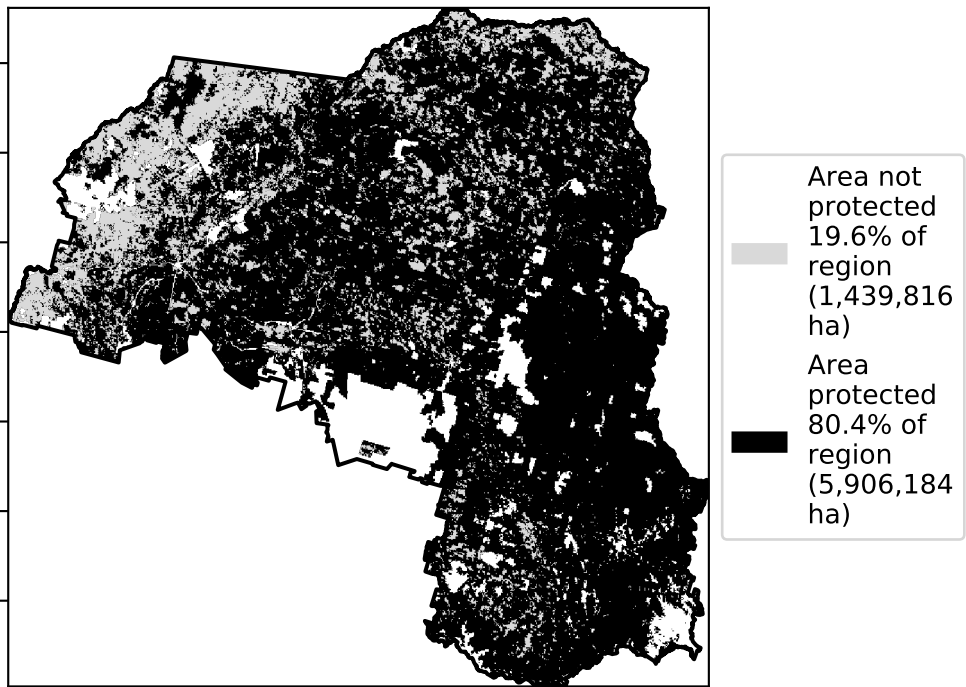 Area not
protected
19.6% of
region
(1,439,816
ha)
Area
protected
80.4% of
region
(5,906,184
ha)